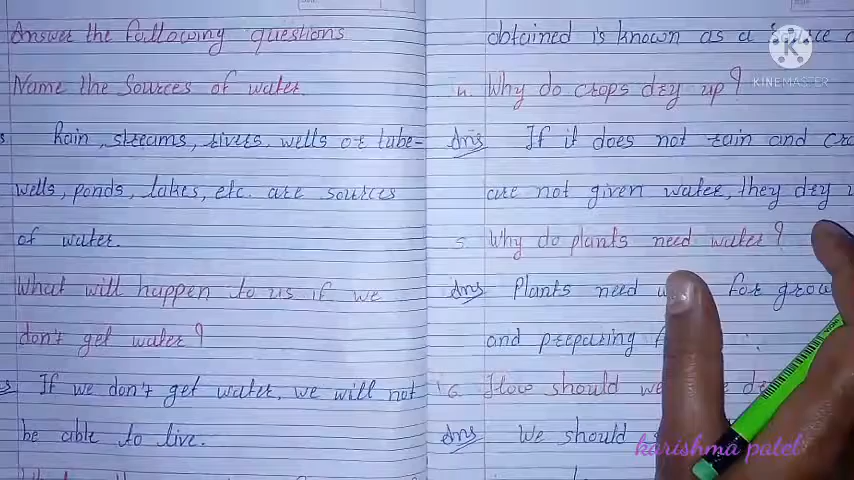 Answer the following questions
Name the Sources of water.
Rain, streams, rivers, wells or tube-
wells, ponds, lakes, etc. are sources
of water.
What will happen to us if we
don't get water?
If we don't get water, we will not
be able to live.
obtained is known as a
4. Why do crops dry up?
Ans If it does not rain and
are not given water, they dry
5. Why do plants need water?
Ans Plants need for
and preparing
6. How should
Ans We should
KINEMASTER
karishma patel